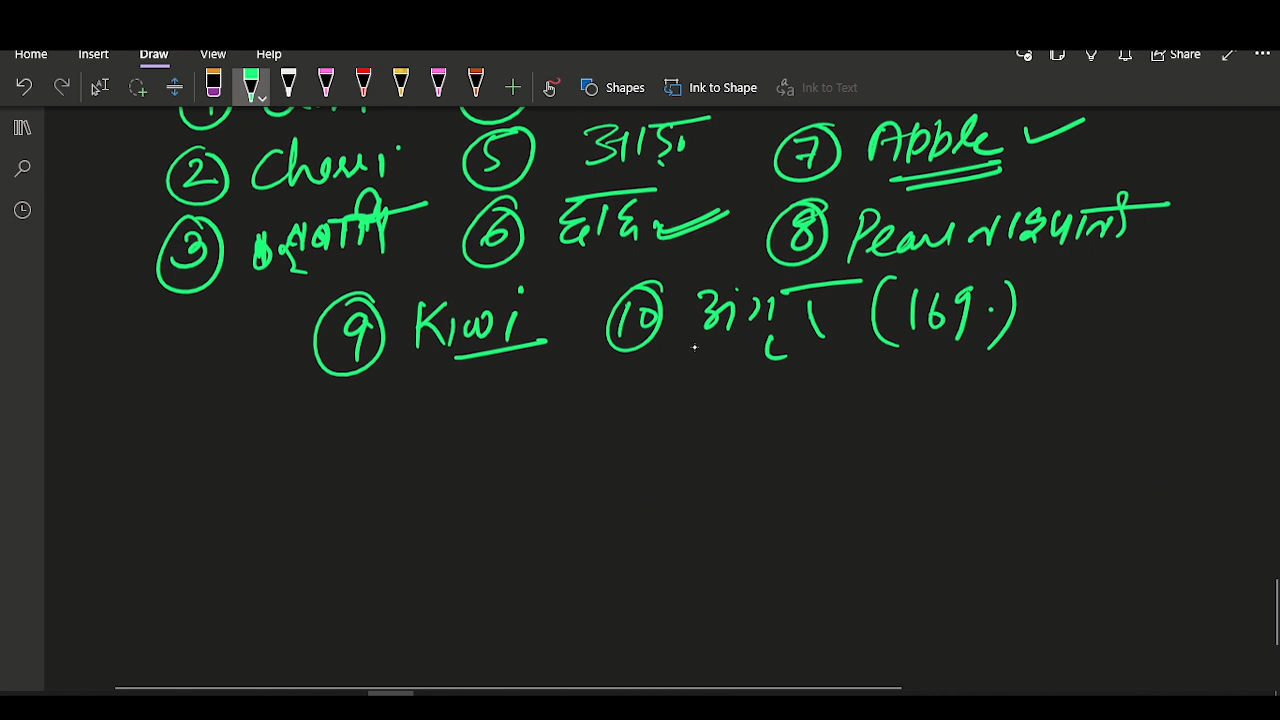 Home Insert Draw View Help Share
Shapes Ink to Shape Ink to Text
② Cherri ⑤ आड़ु ⑦ Apple ✓
③ ⑥ छाछ ⑧ Pear नाशपाती
⑨ Kiwi ⑩ अंगूर (169.)